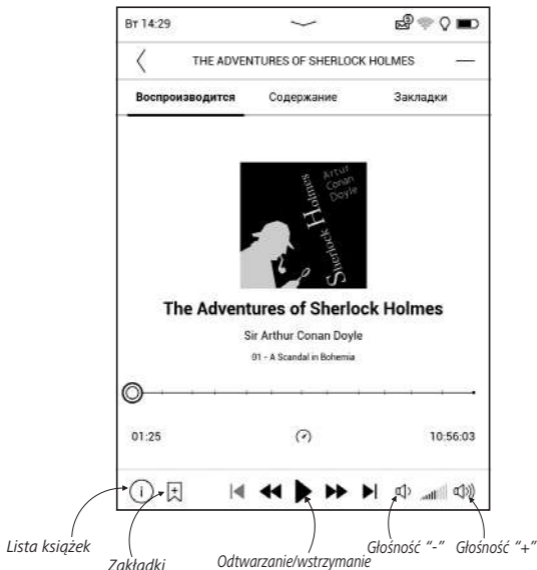 Вт 14:29
5
THE ADVENTURES OF SHERLOCK HOLMES
Воспроизводится Содержание Закладки
Artur
Conan
Doyle
Sherlock Holmes
The Adventures of Sherlock Holmes
Sir Arthur Conan Doyle
01 - A Scandal in Bohemia
01:25 10:56:03
Lista książek
Zakładki
Odtwarzanie/wstrzymanie
Głośność "-"
Głośność "+"